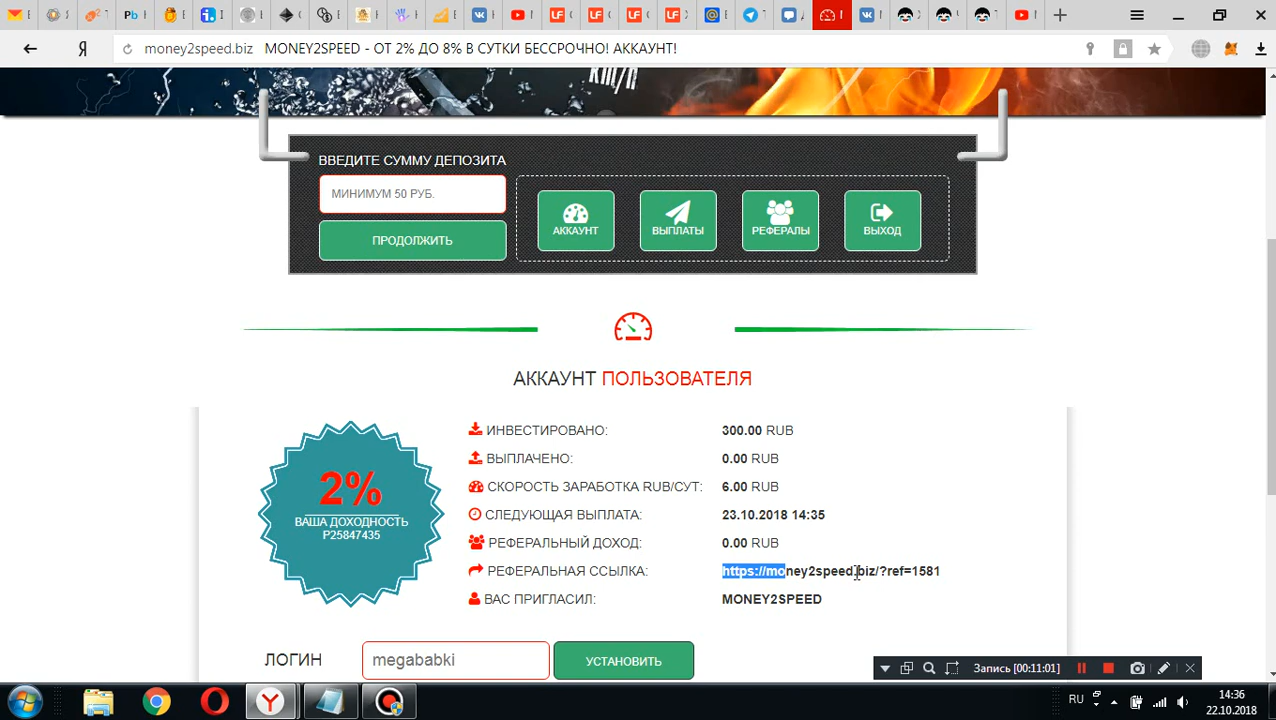 money2speed.biz MONEY2SPEED - ОТ 2% ДО 8% В СУТКИ БЕССРОЧНО! АККАУНТ!
ВВЕДИТЕ СУММУ ДЕПОЗИТА
МИНИМУМ 50 РУБ.
ПРОДОЛЖИТЬ
АККАУНТ
ВЫПЛАТЫ
РЕФЕРАЛЫ
ВЫХОД
АККАУНТ ПОЛЬЗОВАТЕЛЯ
2%
ВАША ДОХОДНОСТЬ
P25847435
ИНВЕСТИРОВАНО: 300.00 RUB
ВЫПЛАЧЕНО: 0.00 RUB
СКОРОСТЬ ЗАРАБОТКА RUB/СУТ: 6.00 RUB
СЛЕДУЮЩАЯ ВЫПЛАТА: 23.10.2018 14:35
РЕФЕРАЛЬНЫЙ ДОХОД: 0.00 RUB
РЕФЕРАЛЬНАЯ ССЫЛКА: https://money2speed.biz/?ref=1581
ВАС ПРИГЛАСИЛ: MONEY2SPEED
ЛОГИН megababki УСТАНОВИТЬ
Запись [00:11:01]
RU
14:36
22.10.2018